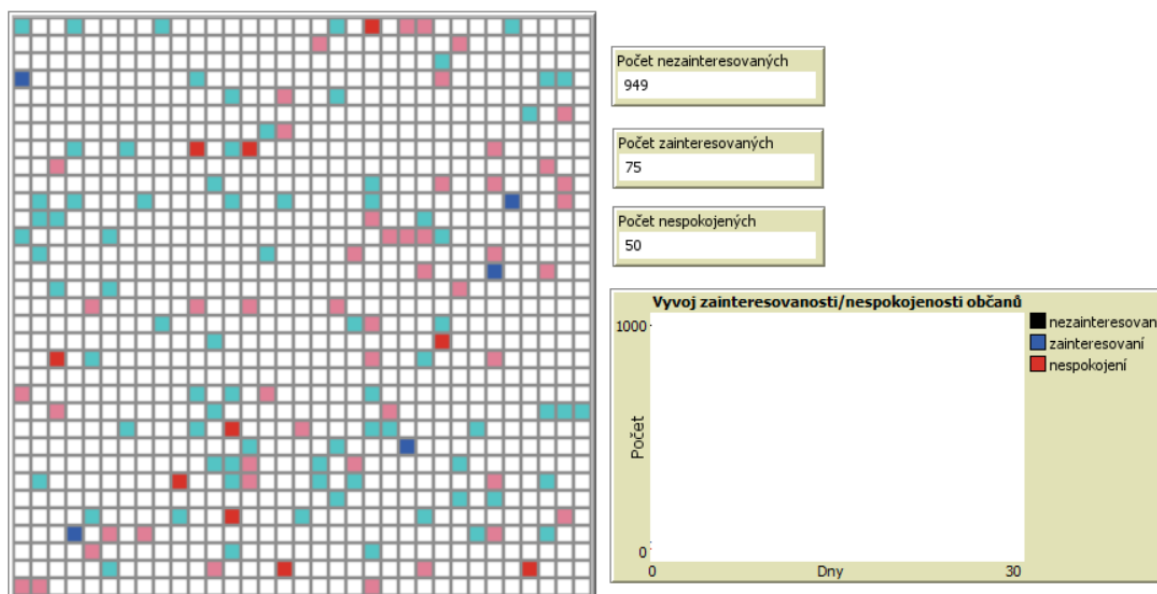 Počet nezainteresovaných
949
Počet zainteresovaných
75
Počet nespokojených
50
Vyvoj zainteresovanosti/nespokojenosti občanů
1000
0
Počet
0
Dny
30
nezainteresovan
zainteresovaní
nespokojení